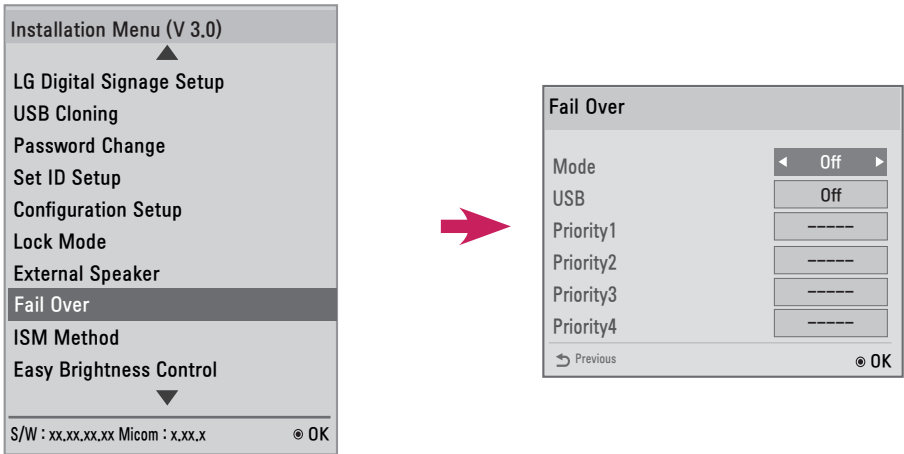 Installation Menu (V 3.0)
LG Digital Signage Setup
USB Cloning
Password Change
Set ID Setup
Configuration Setup
Lock Mode
External Speaker
Fail Over
ISM Method
Easy Brightness Control
S/W : xx.xx.xx.xx Micom : x.xx.x ◉ OK
Fail Over
Mode ◀ Off ▶
USB Off
Priority1 -----
Priority2 -----
Priority3 -----
Priority4 -----
Previous ◉ OK